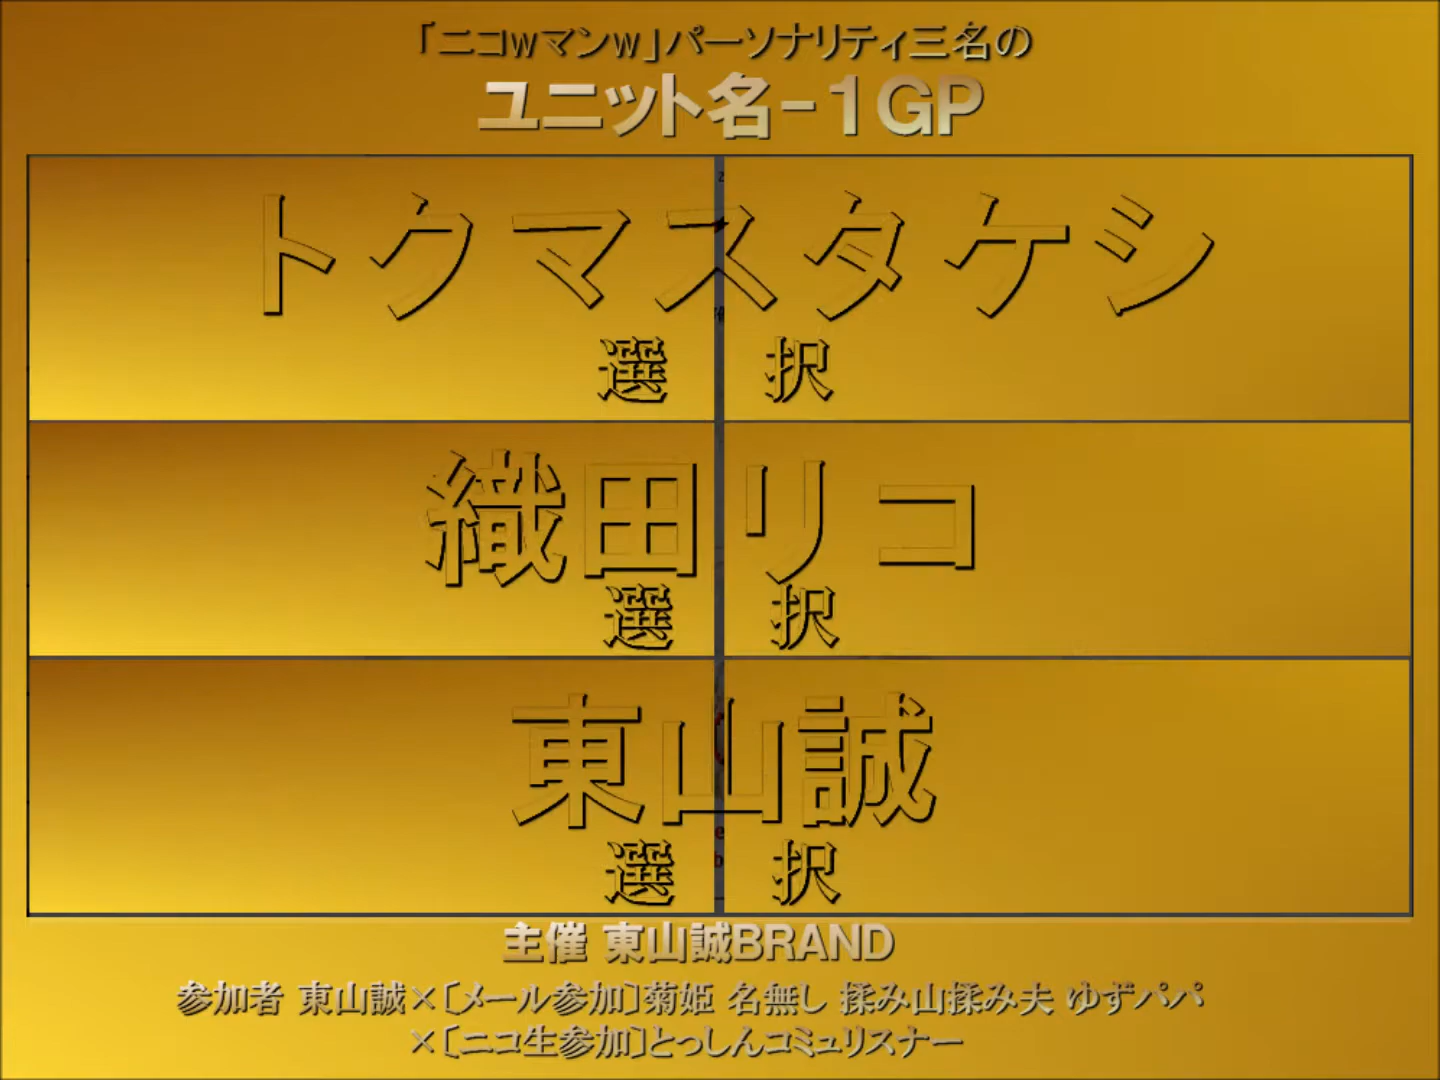 「ニコwマンw」パーソナリティ三名の
ユニット名-1GP
トクマスタケシ
選 択
織田リコ
選 択
東山誠
選 択
主催 東山誠BRAND
参加者 東山誠×〔メール参加〕菊姫 名無し 揉み山揉み夫 ゆずパパ
×〔ニコ生参加〕とっしんコミュリスナー